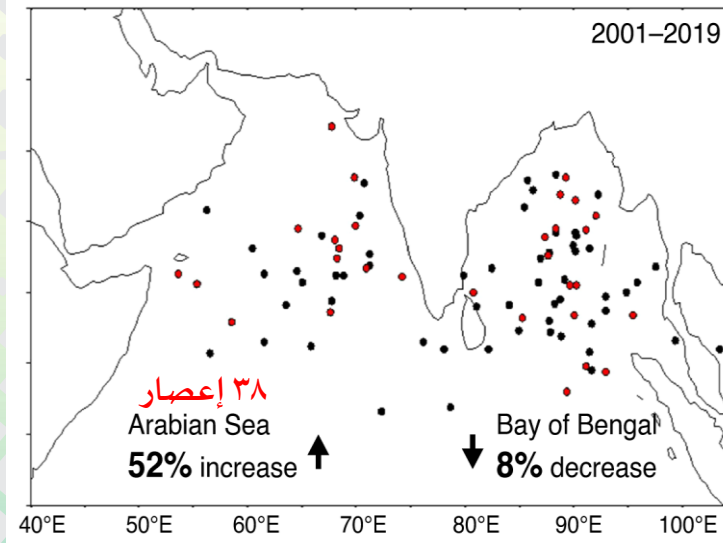 2001–2019
٣٨ إعصار
Arabian Sea
52% increase
Bay of Bengal
8% decrease
40°E 50°E 60°E 70°E 80°E 90°E 100°E